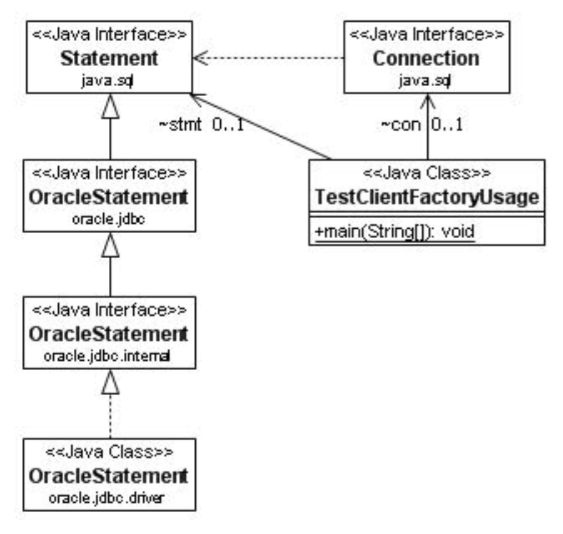 <<Java Interface>>
Statement
java.sql
<<Java Interface>>
Connection
java.sql
~stmt 0..1
~con 0..1
<<Java Interface>>
OracleStatement
oracle.jdbc
<<Java Class>>
TestClientFactoryUsage
+main(String[]): void
<<Java Interface>>
OracleStatement
oracle.jdbc.internal
<<Java Class>>
OracleStatement
oracle.jdbc.driver